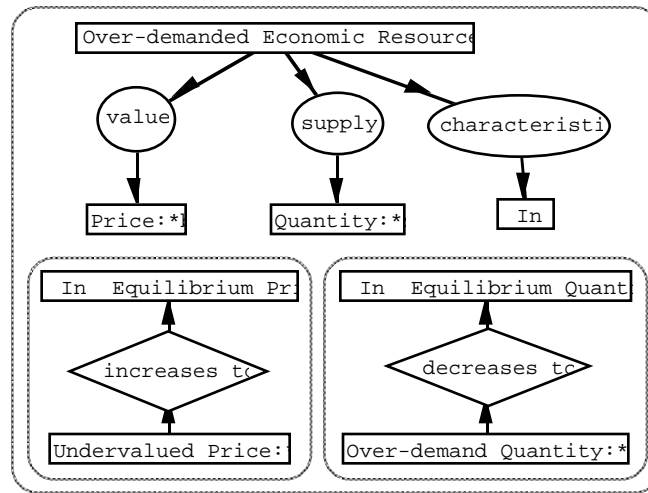 Over-demanded Economic Resource
value
supply
characteristi
Price:*
Quantity:*
In
In Equilibrium Pri
In Equilibrium Quant
increases to
decreases to
Undervalued Price:
Over-demand Quantity:*